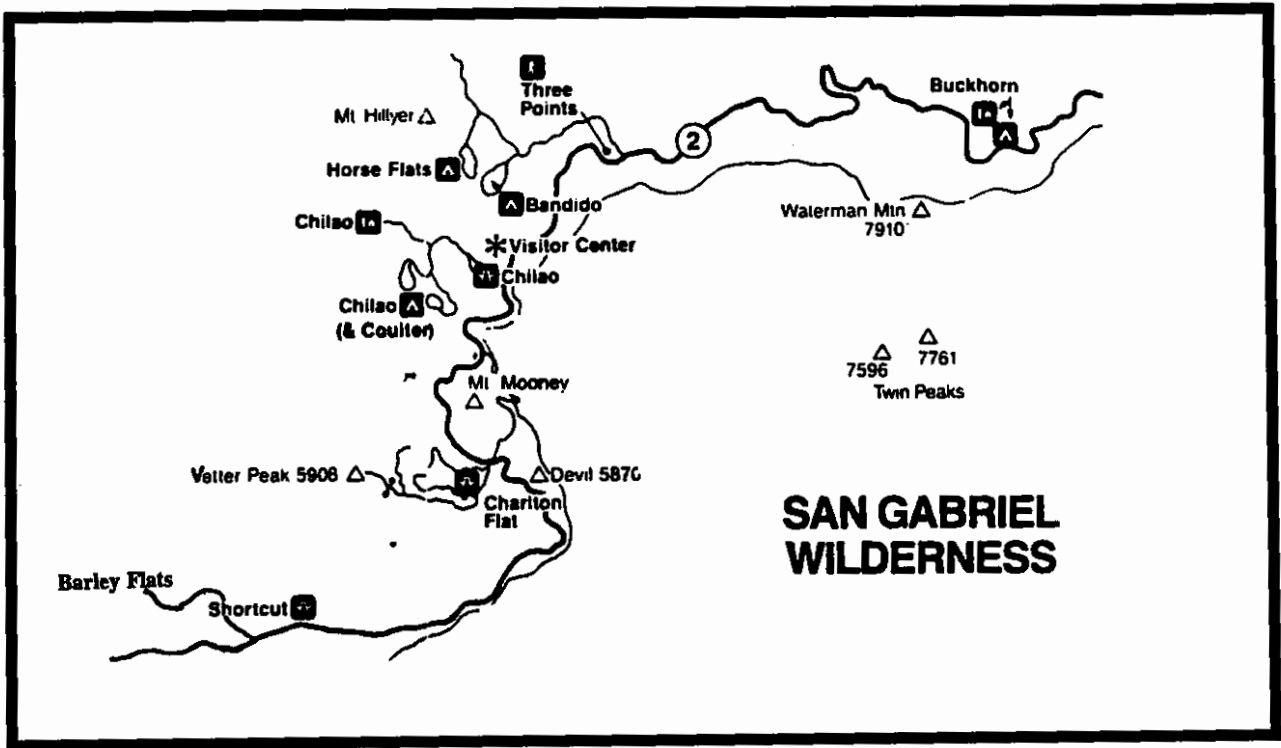 Buckhorn
Three
Points
Mt Hillyer
2
Horse Flats
Bandido
Waterman Mtn
7910
Chilao
Visitor Center
Chilao
Chilao
(& Coulter)
7596
7761
Twin Peaks
Mt Mooney
Vetter Peak 5908
Devil 5870
Charlton
Flat
SAN GABRIEL
WILDERNESS
Barley Flats
Shortcut